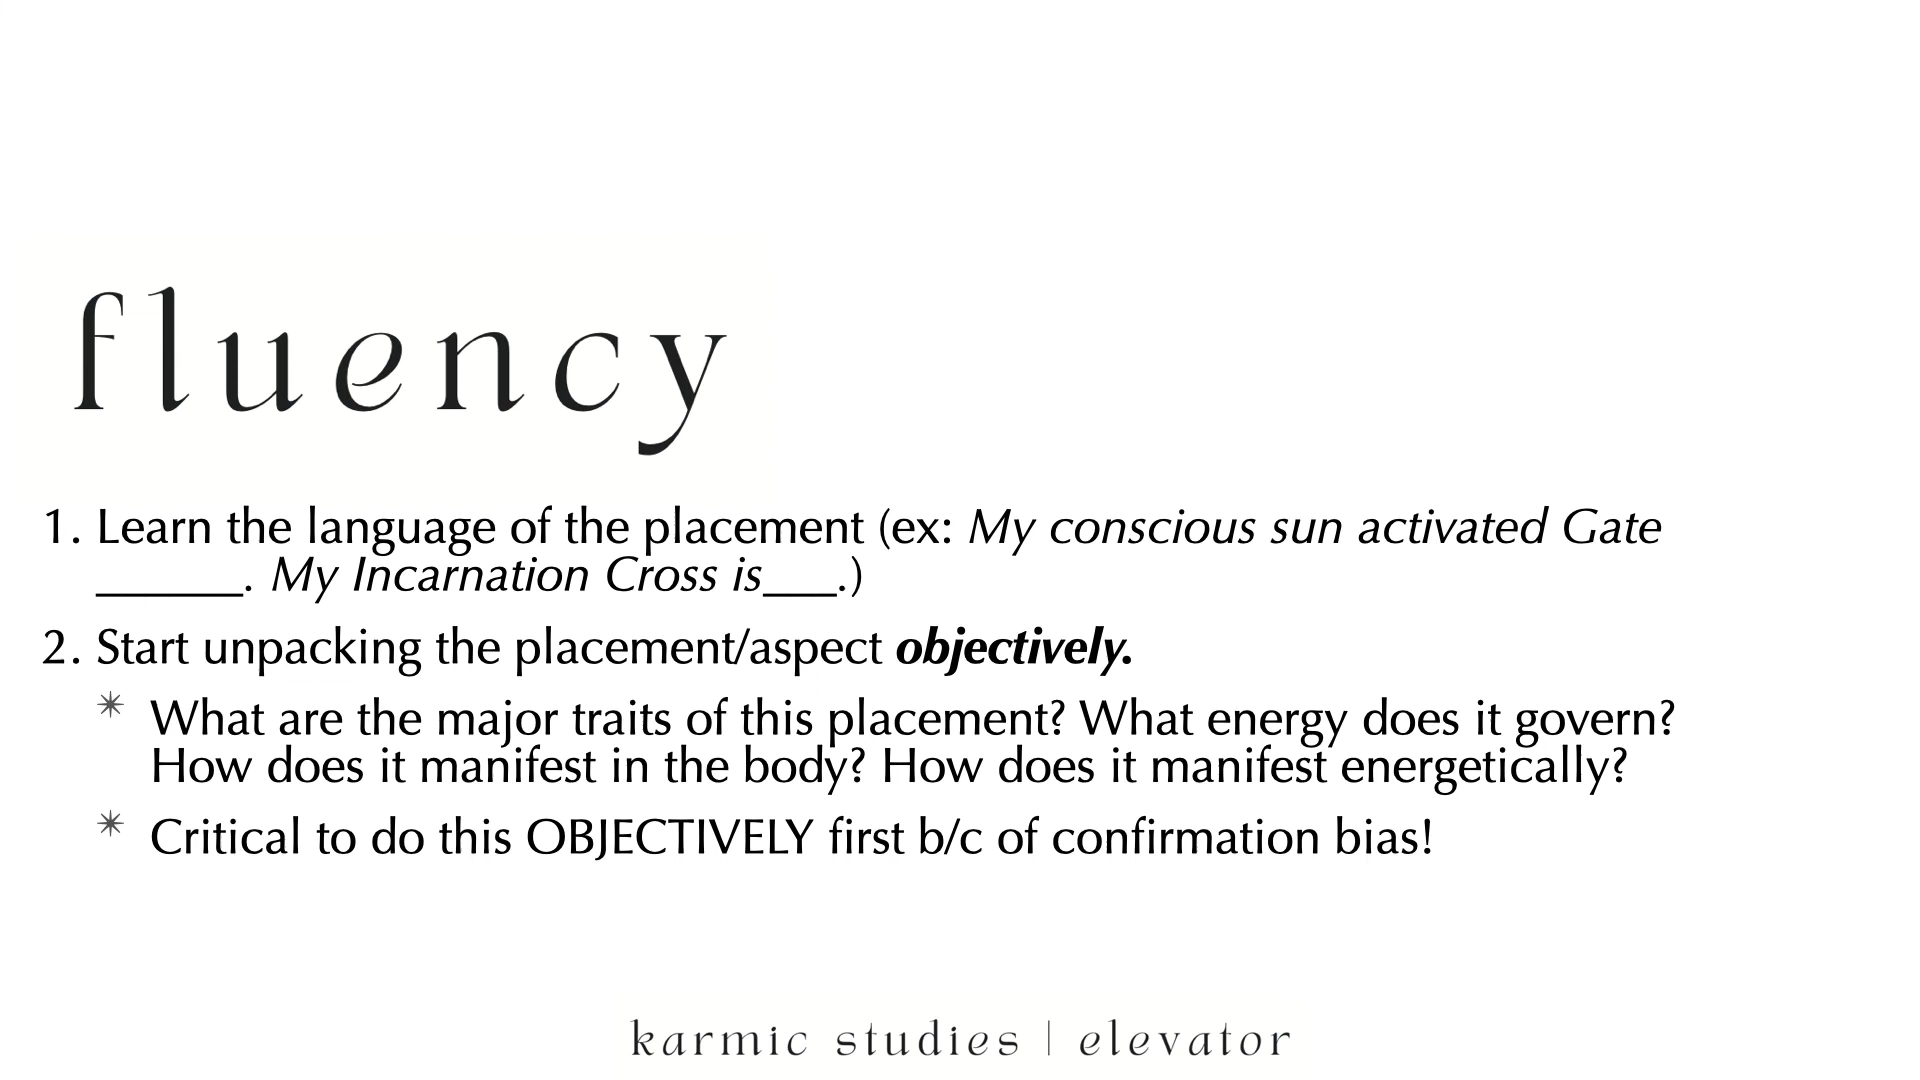 fluency
1. Learn the language of the placement (ex: My conscious sun activated Gate
______. My Incarnation Cross is___.)
2. Start unpacking the placement/aspect objectively.
✴ What are the major traits of this placement? What energy does it govern?
How does it manifest in the body? How does it manifest energetically?
✴ Critical to do this OBJECTIVELY first b/c of confirmation bias!
karmic studies | elevator